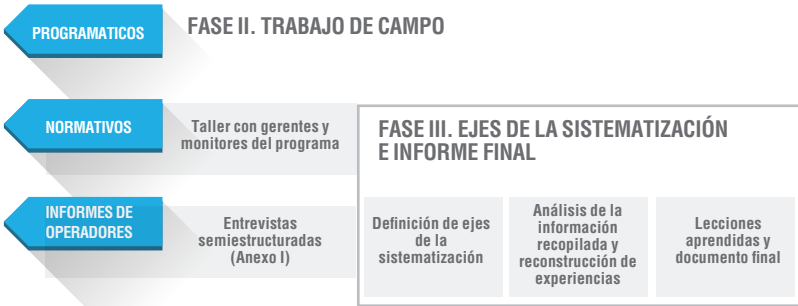 PROGRAMATICOS
FASE II. TRABAJO DE CAMPO
NORMATIVOS
Taller con gerentes y
monitores del programa
FASE III. EJES DE LA SISTEMATIZACIÓN
E INFORME FINAL
INFORMES DE
OPERADORES
Entrevistas
semiestructuradas
(Anexo I)
Definición de ejes
de la
sistematización
Análisis de la
información
recopilada y
reconstrucción de
experiencias
Lecciones
aprendidas y
documento final